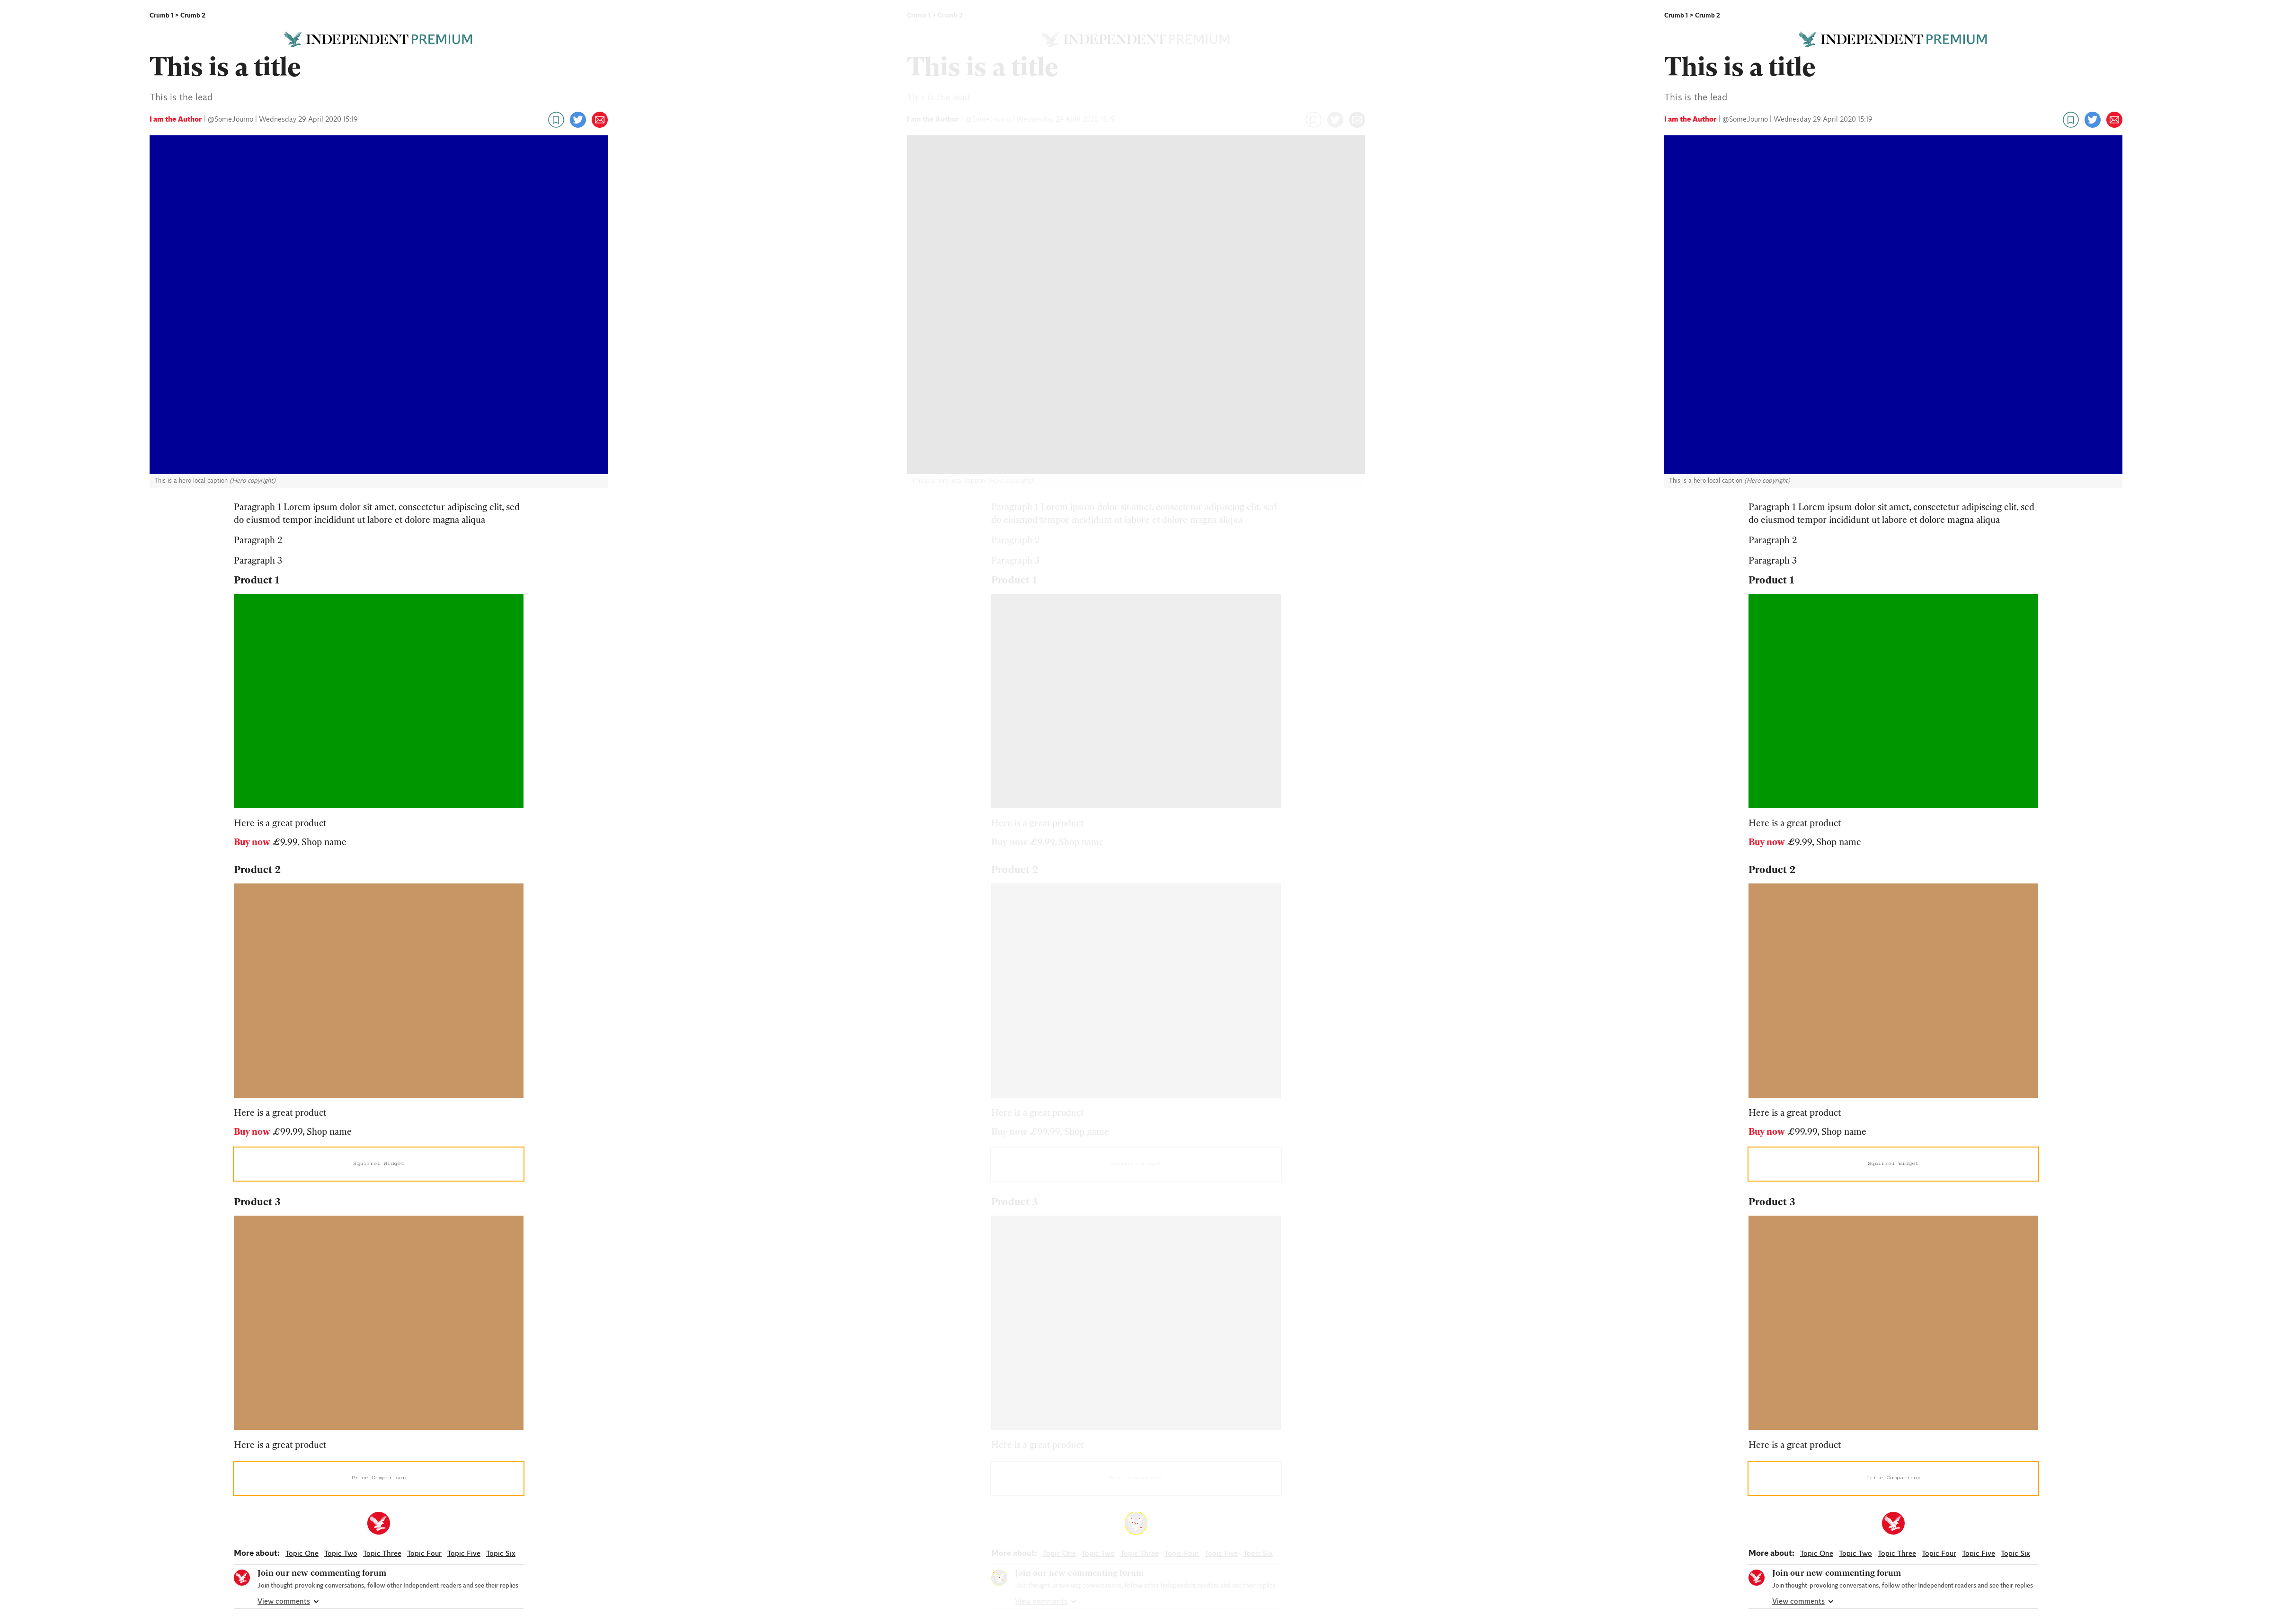 Crumb 1 > Crumb 2
INDEPENDENT PREMIUM
This is a title
This is the lead
I am the Author | @SomeJourno | Wednesday 29 April 2020 15:19
This is a hero local caption (Hero copyright)
Paragraph 1 Lorem ipsum dolor sit amet, consectetur adipiscing elit, sed
do eiusmod tempor incididunt ut labore et dolore magna aliqua
Paragraph 2
Paragraph 3
Product 1
Here is a great product
Buy now £9.99, Shop name
Product 2
Here is a great product
Buy now £99.99, Shop name
Squirrel Widget
Product 3
Here is a great product
Price Comparison
More about: Topic One Topic Two Topic Three Topic Four Topic Five Topic Six
Join our new commenting forum
Join thought-provoking conversations, follow other Independent readers and see their replies
View comments
Crumb 1 > Crumb 2
INDEPENDENT PREMIUM
This is a title
This is the lead
I am the Author | @SomeJourno | Wednesday 29 April 2020 15:19
This is a hero local caption (Hero copyright)
Paragraph 1 Lorem ipsum dolor sit amet, consectetur adipiscing elit, sed
do eiusmod tempor incididunt ut labore et dolore magna aliqua
Paragraph 2
Paragraph 3
Product 1
Here is a great product
Buy now £9.99, Shop name
Product 2
Here is a great product
Buy now £99.99, Shop name
Product 3
Here is a great product
More about: Topic One Topic Two Topic Three Topic Four Topic Five Topic Six
Join our new commenting forum
Join thought-provoking conversations, follow other Independent readers and see their replies
View comments
Crumb 1 > Crumb 2
INDEPENDENT PREMIUM
This is a title
This is the lead
I am the Author | @SomeJourno | Wednesday 29 April 2020 15:19
This is a hero local caption (Hero copyright)
Paragraph 1 Lorem ipsum dolor sit amet, consectetur adipiscing elit, sed
do eiusmod tempor incididunt ut labore et dolore magna aliqua
Paragraph 2
Paragraph 3
Product 1
Here is a great product
Buy now £9.99, Shop name
Product 2
Here is a great product
Buy now £99.99, Shop name
Squirrel Widget
Product 3
Here is a great product
Price Comparison
More about: Topic One Topic Two Topic Three Topic Four Topic Five Topic Six
Join our new commenting forum
Join thought-provoking conversations, follow other Independent readers and see their replies
View comments